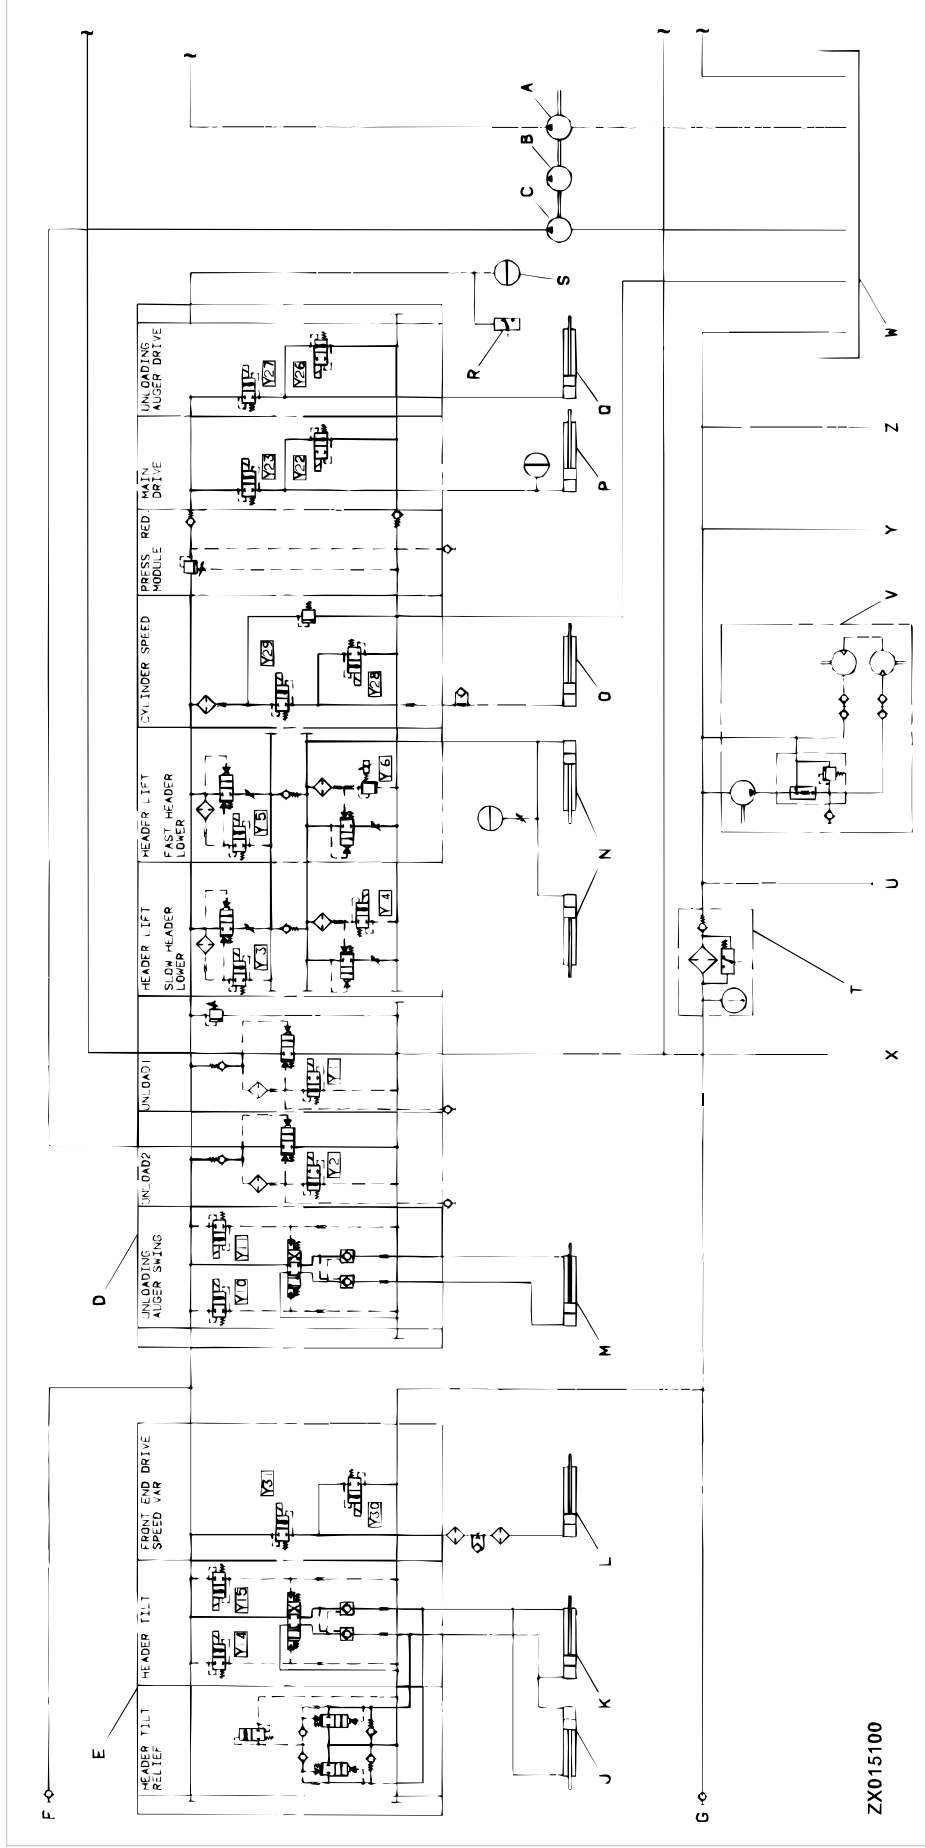 HEADER TILT
RELIEF
HEADER TILT
FRONT END DRIVE
SPEED VAR
UNLOADING
AUGER SWING
UNLOAD2
UNLOAD1
HEADER LIFT
SLOW HEADER
LOWER
HEADER LIFT
FAST HEADER
LOWER
CYLINDER SPEED
PRESS RED.
MODULE
MAIN
DRIVE
UNLOADING
AUGER DRIVE
Y14
Y15
Y31
Y30
Y10
Y11
Y2
Y1
Y3
Y4
Y5
Y6
Y29
Y28
Y23
Y22
Y27
Y26
A
B
C
D
E
F
G
J
K
L
M
N
O
P
Q
R
S
T
U
V
W
X
Y
Z
ZX015100